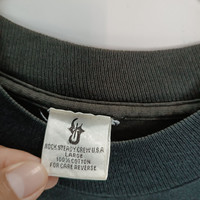 ROCK STEADY CREW U.S.A
LARGE
100% COTTON
FOR CARE REVERSE